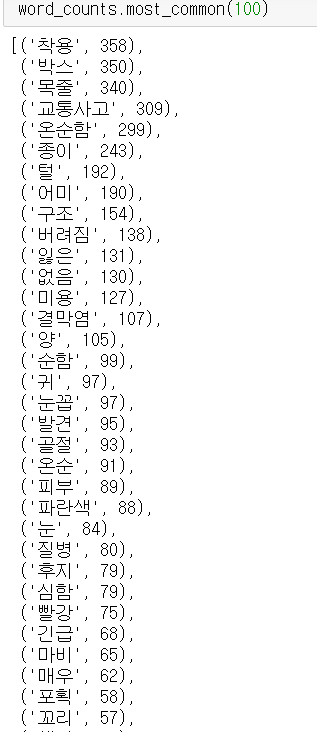 word_counts.most_common(100)
[('착용', 358),
('박스', 350),
('목줄', 340),
('교통사고', 309),
('온순함', 299),
('종이', 243),
('털', 192),
('어미', 190),
('구조', 154),
('버려짐', 138),
('잃은', 131),
('없음', 130),
('미용', 127),
('결막염', 107),
('양', 105),
('순함', 99),
('귀', 97),
('눈꼽', 97),
('발견', 95),
('골절', 93),
('온순', 91),
('피부', 89),
('파란색', 88),
('눈', 84),
('질병', 80),
('후지', 79),
('심함', 79),
('빨강', 75),
('긴급', 68),
('마비', 65),
('매우', 62),
('포획', 58),
('꼬리', 57),